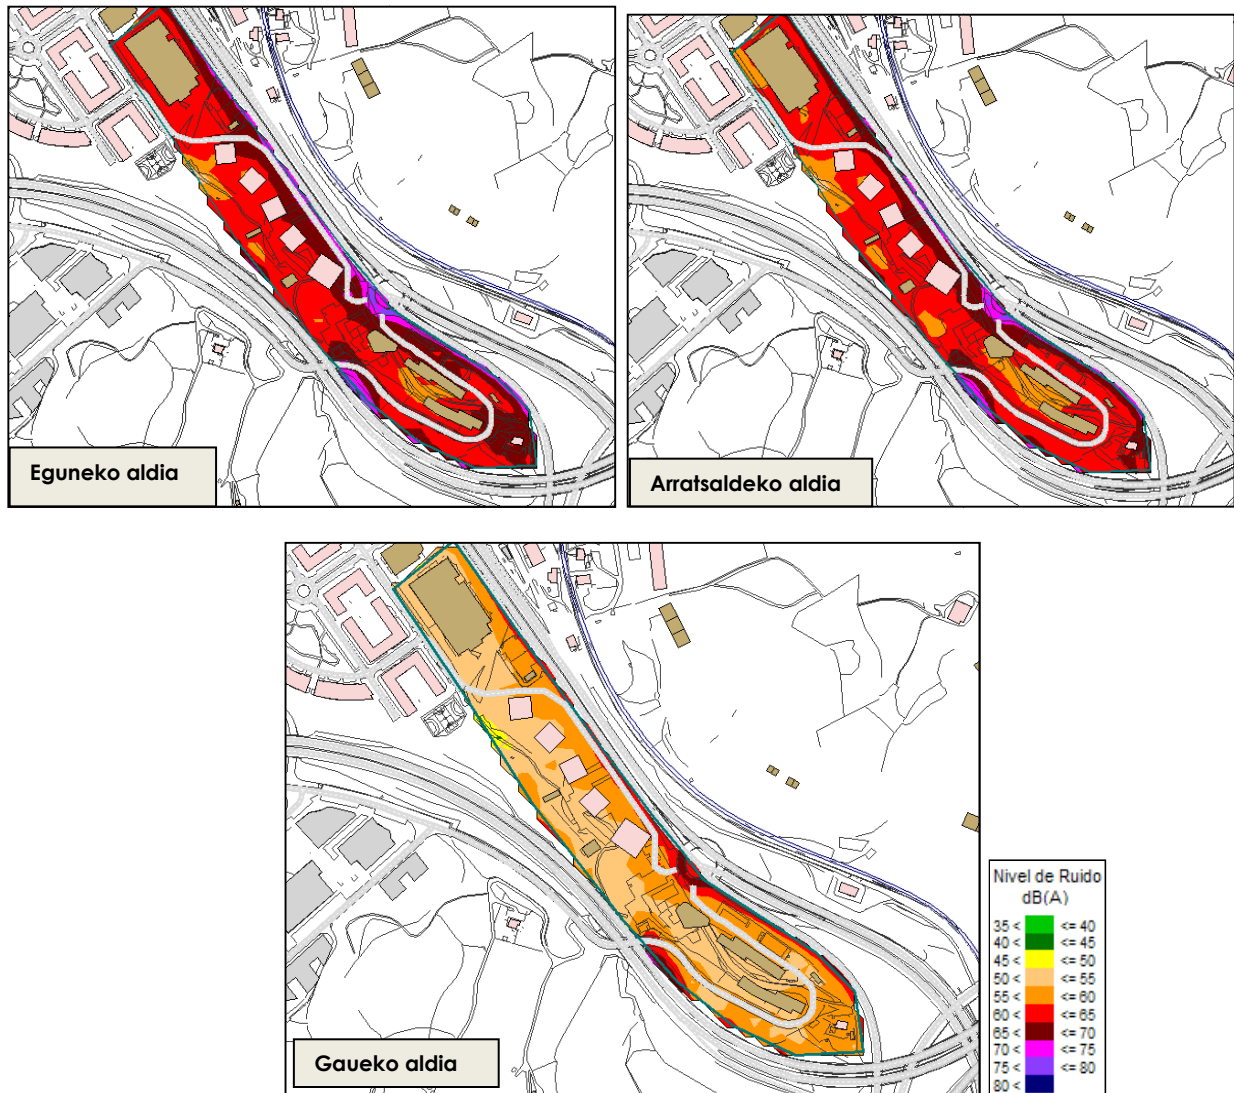 Eguneko aldia
Arratsaldeko aldia
Gaueko aldia
Nivel de Ruido
dB(A)
35 < <= 40
40 < <= 45
45 < <= 50
50 < <= 55
55 < <= 60
60 < <= 65
65 < <= 70
70 < <= 75
75 < <= 80
80 <